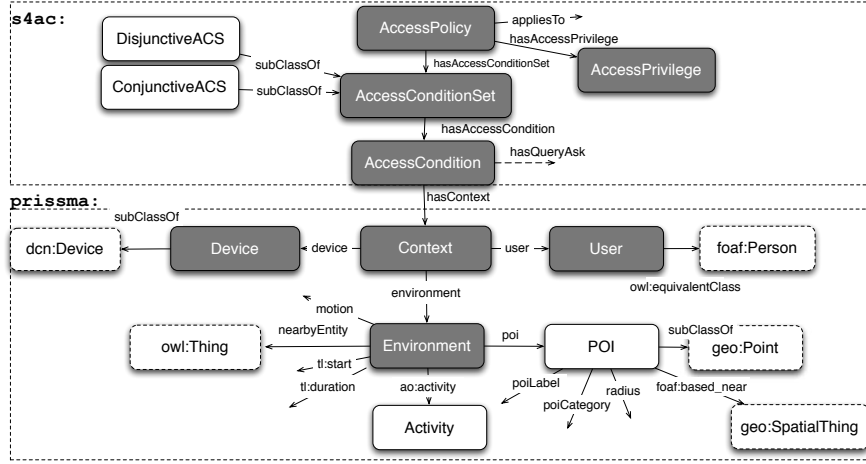 s4ac:
AccessPolicy
appliesTo
DisjunctiveACS
hasAccessPrivilege
subClassOf
hasAccessConditionSet
AccessPrivilege
ConjunctiveACS
subClassOf
AccessConditionSet
hasAccessCondition
AccessCondition
hasQueryAsk
hasContext
prissma:
subClassOf
dcn:Device
Device
device
Context
user
User
foaf:Person
owl:equivalentClass
environment
motion
nearbyEntity
owl:Thing
Environment
poi
POI
subClassOf
geo:Point
tl:start
tl:duration
ao:activity
poiLabel
poiCategory
radius
foaf:based_near
Activity
geo:SpatialThing